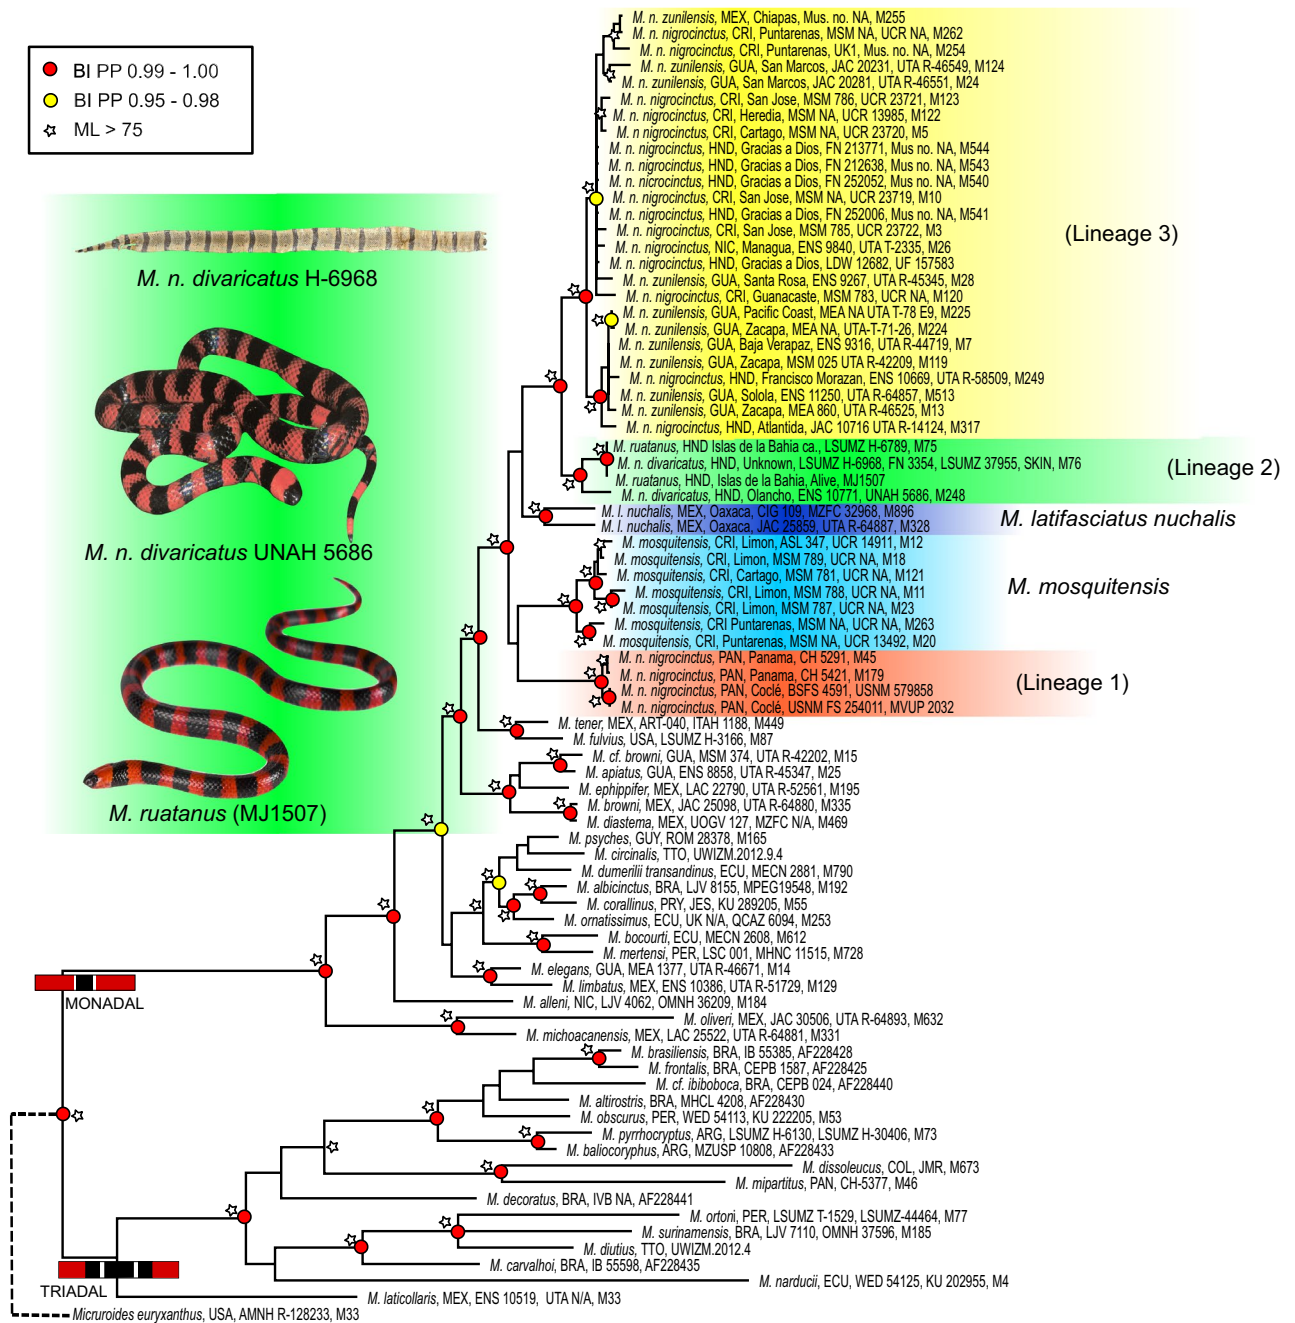 BI PP 0.99 - 1.00
BI PP 0.95 - 0.98
ML > 75
M. n. divaricatus H-6968
M. n. divaricatus UNAH 5686
M. ruatanus (MJ1507)
M. n. zunilensis, MEX, Chiapas, Mus. no. NA, M255
M. n. nigrocinctus, CRI, Puntarenas, MSM NA, UCR NA, M262
M. n. nigrocinctus, CRI, Puntarenas, UK1, Mus. no. NA, M254
M. n. zunilensis, GUA, San Marcos, JAC 20231, UTA R-46549, M124
M. n. zunilensis, GUA, San Marcos, JAC 20281, UTA R-46551, M24
M. n. nigrocinctus, CRI, San Jose, MSM 786, UCR 23721, M123
M. n. nigrocinctus, CRI, Heredia, MSM NA, UCR 13985, M122
M. n. nigrocinctus, CRI, Cartago, MSM NA, UCR 23720, M5
M. n. nigrocinctus, HND, Gracias a Dios, FN 213771, Mus no. NA, M544
M. n. nigrocinctus, HND, Gracias a Dios, FN 212638, Mus no. NA, M543
M. n. nicrocinctus, HND, Gracias a Dios, FN 252052, Mus no. NA, M540
M. n. nigrocinctus, CRI, San Jose, MSM NA, UCR 23719, M10
M. n. nigrocinctus, HND, Gracias a Dios, FN 252006, Mus no. NA, M541
M. n. nigrocinctus, CRI, San Jose, MSM 785, UCR 23722, M3
M. n. nigrocinctus, NIC, Managua, ENS 9840, UTA T-2335, M26
M. n. nigrocinctus, HND, Gracias a Dios, LDW 12682, UF 157583
M. n. zunilensis, GUA, Santa Rosa, ENS 9267, UTA R-45345, M28
M. n. nigrocinctus, CRI, Guanacaste, MSM 783, UCR NA, M120
M. n. zunilensis, GUA, Pacific Coast, MEA NA UTA T-78 E9, M225
M. n. zunilensis, GUA, Zacapa, MEA NA, UTA-T-71-26, M224
M. n. zunilensis, GUA, Baja Verapaz, ENS 9316, UTA R-44719, M7
M. n. zunilensis, GUA, Zacapa, MSM 025 UTA R-42209, M119
M. n. nigrocinctus, HND, Francisco Morazan, ENS 10669, UTA R-58509, M249
M. n. zunilensis, GUA, Solola, ENS 11250, UTA R-64857, M513
M. n. zunilensis, GUA, Zacapa, MEA 860, UTA R-46525, M13
M. n. nigrocinctus, HND, Atlantida, JAC 10716 UTA R-14124, M317
(Lineage 3)
M. ruatanus, HND Islas de la Bahia ca., LSUMZ H-6789, M75
M. n. divaricatus, HND, Unknown, LSUMZ H-6968, FN 3354, LSUMZ 37955, SKIN, M76
M. ruatanus, HND, Islas de la Bahia, Alive, MJ1507
M. n. divaricatus, HND, Olancho, ENS 10771, UNAH 5686, M248
(Lineage 2)
M. l. nuchalis, MEX, Oaxaca, CIG 109, MZFC 32968, M896
M. l. nuchalis, MEX, Oaxaca, JAC 25859, UTA R-64887, M328
M. latifasciatus nuchalis
M. mosquitensis, CRI, Limon, ASL 347, UCR 14911, M12
M. mosquitensis, CRI, Limon, MSM 789, UCR NA, M18
M. mosquitensis, CRI, Cartago, MSM 781, UCR NA, M121
M. mosquitensis, CRI, Limon, MSM 788, UCR NA, M11
M. mosquitensis, CRI, Limon, MSM 787, UCR NA, M23
M. mosquitensis, CRI Puntarenas, MSM NA, UCR NA, M263
M. mosquitensis, CRI, Puntarenas, MSM NA, UCR 13492, M20
M. mosquitensis
M. n. nigrocinctus, PAN, Panama, CH 5291, M45
M. n. nigrocinctus, PAN, Panama, CH 5421, M179
M. n. nigrocinctus, PAN, Coclé, BSFS 4591, USNM 579858
M. n. nigrocinctus, PAN, Coclé, USNM FS 254011, MVUP 2032
(Lineage 1)
M. tener, MEX, ART-040, ITAH 1188, M449
M. fulvius, USA, LSUMZ H-3166, M87
M. cf. browni, GUA, MSM 374, UTA R-42202, M15
M. apiatus, GUA, ENS 8858, UTA R-45347, M25
M. ephippifer, MEX, LAC 22790, UTA R-52561, M195
M. browni, MEX, JAC 25098, UTA R-64880, M335
M. diastema, MEX, UOGV 127, MZFC N/A, M469
M. psyches, GUY, ROM 28378, M165
M. circinalis, TTO, UWIZM.2012.9.4
M. dumerilii transandinus, ECU, MECN 2881, M790
M. albicinctus, BRA, LJV 8155, MPEG19548, M192
M. corallinus, PRY, JES, KU 289205, M55
M. ornatissimus, ECU, UK N/A, QCAZ 6094, M253
M. bocourti, ECU, MECN 2608, M612
M. mertensi, PER, LSC 001, MHNC 11515, M728
M. elegans, GUA, MEA 1377, UTA R-46671, M14
M. limbatus, MEX, ENS 10386, UTA R-51729, M129
M. alleni, NIC, LJV 4062, OMNH 36209, M184
M. oliveri, MEX, JAC 30506, UTA R-64893, M632
M. michoacanensis, MEX, LAC 25522, UTA R-64881, M331
MONADAL
M. brasiliensis, BRA, IB 55385, AF228428
M. frontalis, BRA, CEPB 1587, AF228425
M. cf. ibiboboca, BRA, CEPB 024, AF228440
M. altirostris, BRA, MHCL 4208, AF228430
M. obscurus, PER, WED 54113, KU 222205, M53
M. pyrrhocryptus, ARG, LSUMZ H-6130, LSUMZ H-30406, M73
M. baliocoryphus, ARG, MZUSP 10808, AF228433
M. dissoleucus, COL, JMR, M673
M. mipartitus, PAN, CH-5377, M46
M. decoratus, BRA, IVB NA, AF228441
M. ortoni, PER, LSUMZ T-1529, LSUMZ-44464, M77
M. surinamensis, BRA, LJV 7110, OMNH 37596, M185
M. diutius, TTO, UWIZM.2012.4
M. carvalhoi, BRA, IB 55598, AF228435
M. narducii, ECU, WED 54125, KU 202955, M4
TRIADAL
M. laticollaris, MEX, ENS 10519, UTA N/A, M33
Micruroides euryxanthus, USA, AMNH R-128233, M33